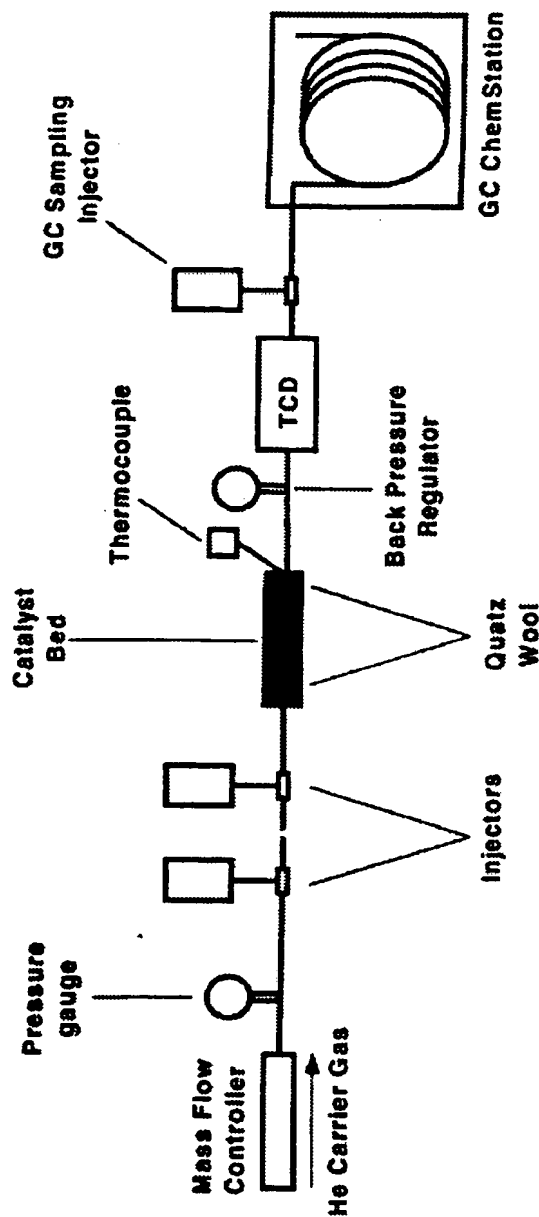 Mass Flow
Controller
He Carrier Gas
Pressure
gauge
Injectors
Catalyst
Bed
Quatz
Wool
Thermocouple
Back Pressure
Regulator
TCD
GC Sampling
Injector
GC ChemStation